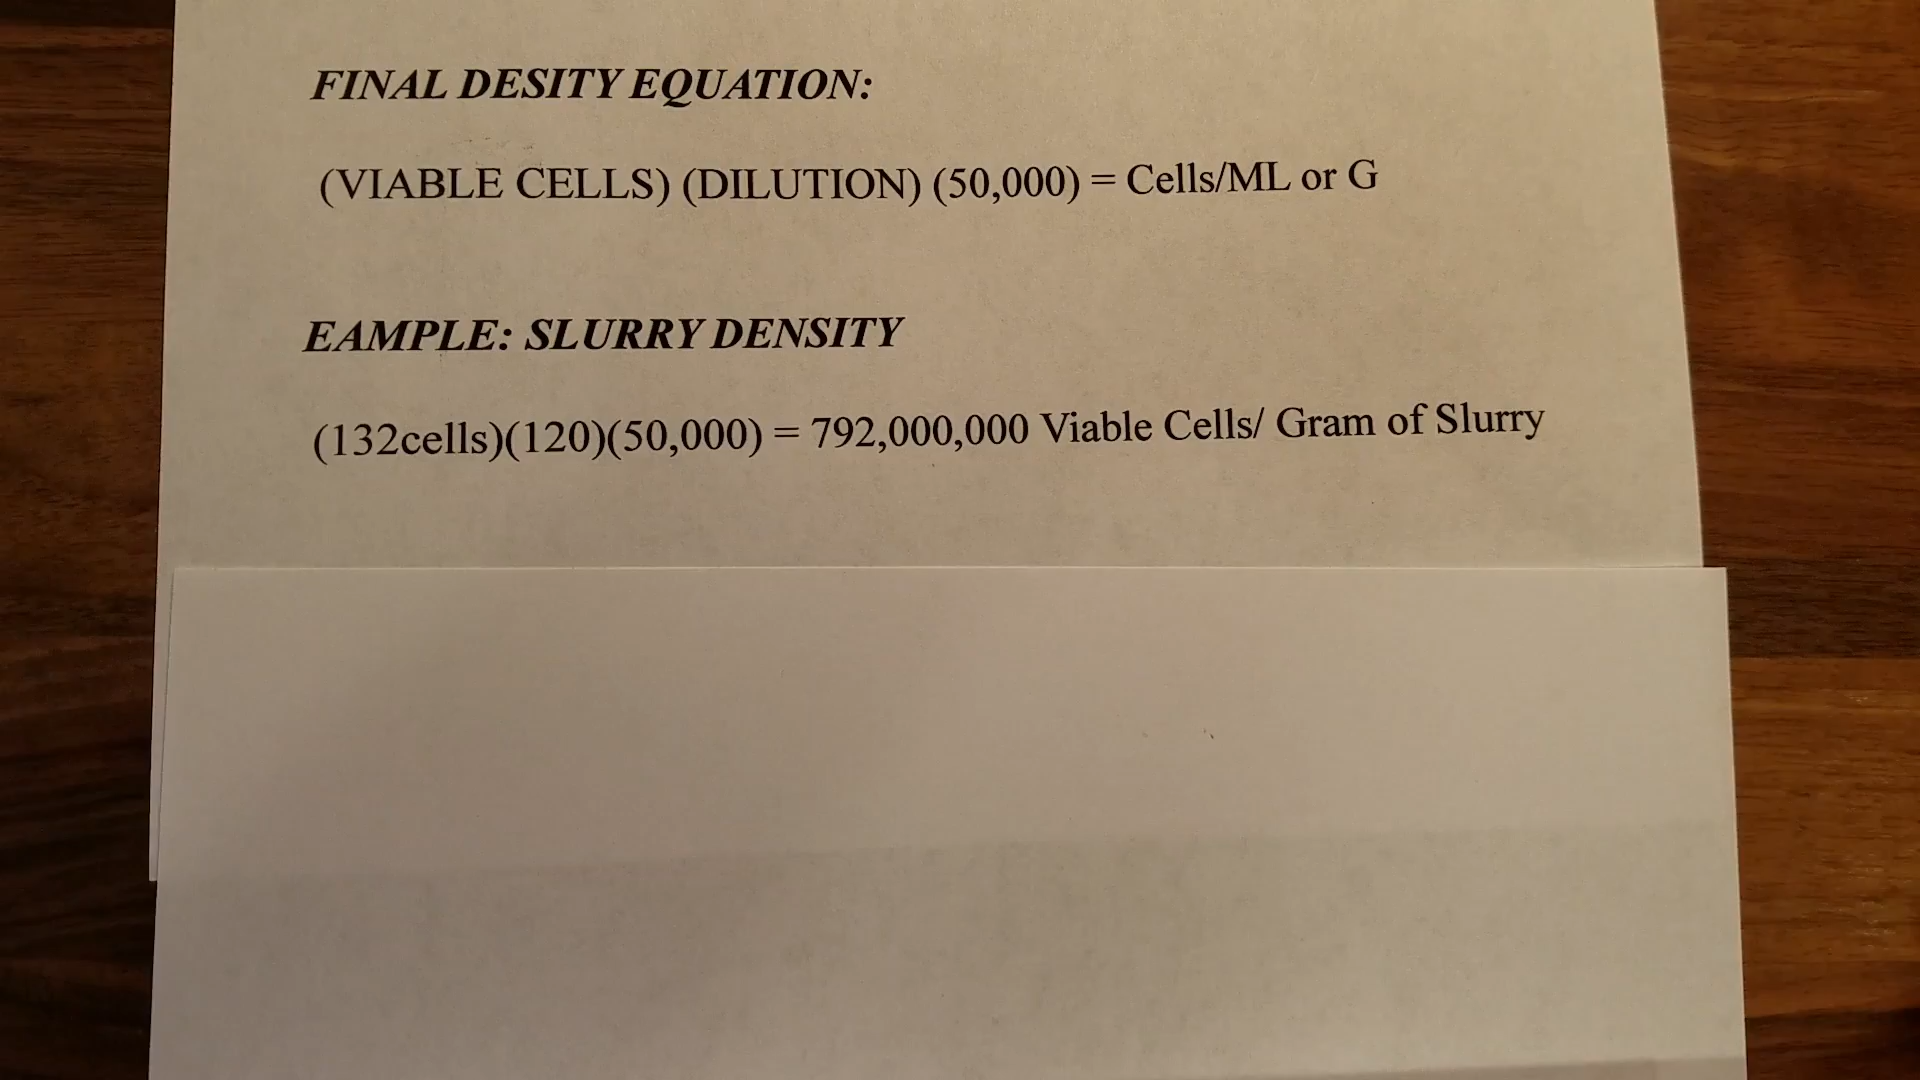 FINAL DESITY EQUATION:
(VIABLE CELLS) (DILUTION) (50,000) = Cells/ML or G
EAMPLE: SLURRY DENSITY
(132cells)(120)(50,000) = 792,000,000 Viable Cells/ Gram of Slurry